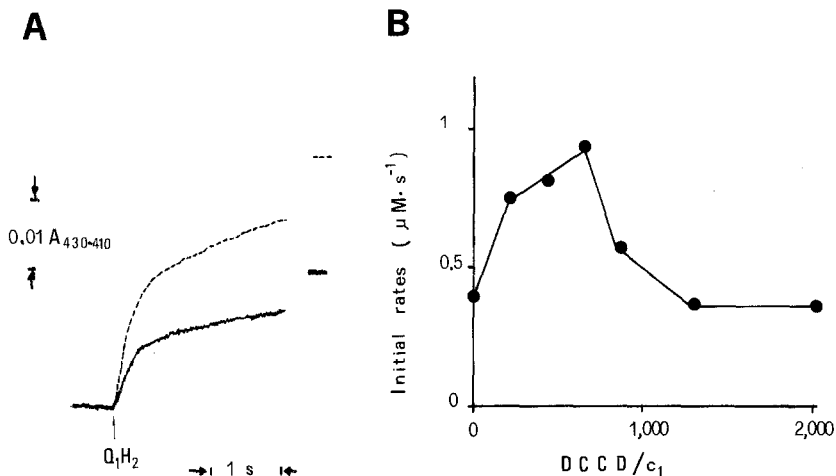 A
0.01 A430-410
Q1H2
1 s
B
Initial rates ( μM· s-1)
1
0.5
0
0
1,000
2,000
DCCD/c1